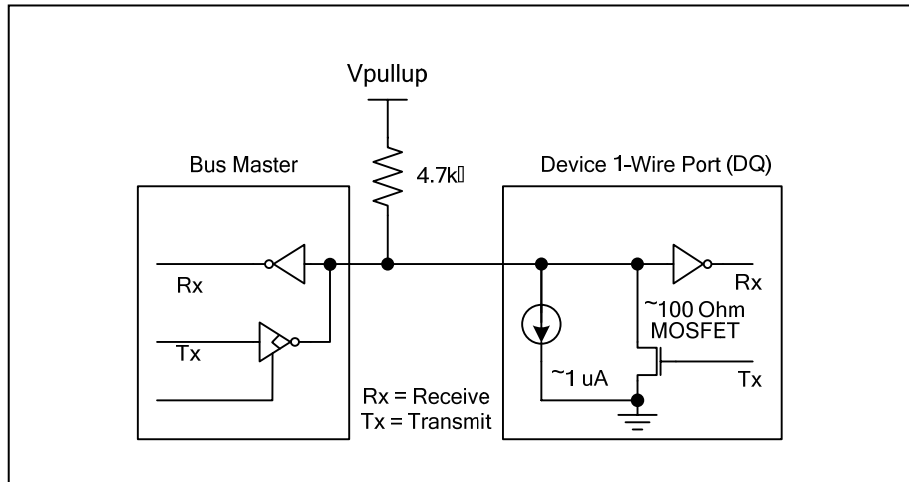 Vpullup
Bus Master
4.7k▯
Device 1-Wire Port (DQ)
Rx
Tx
Rx = Receive
Tx = Transmit
~1 uA
Rx
~100 Ohm
MOSFET
Tx